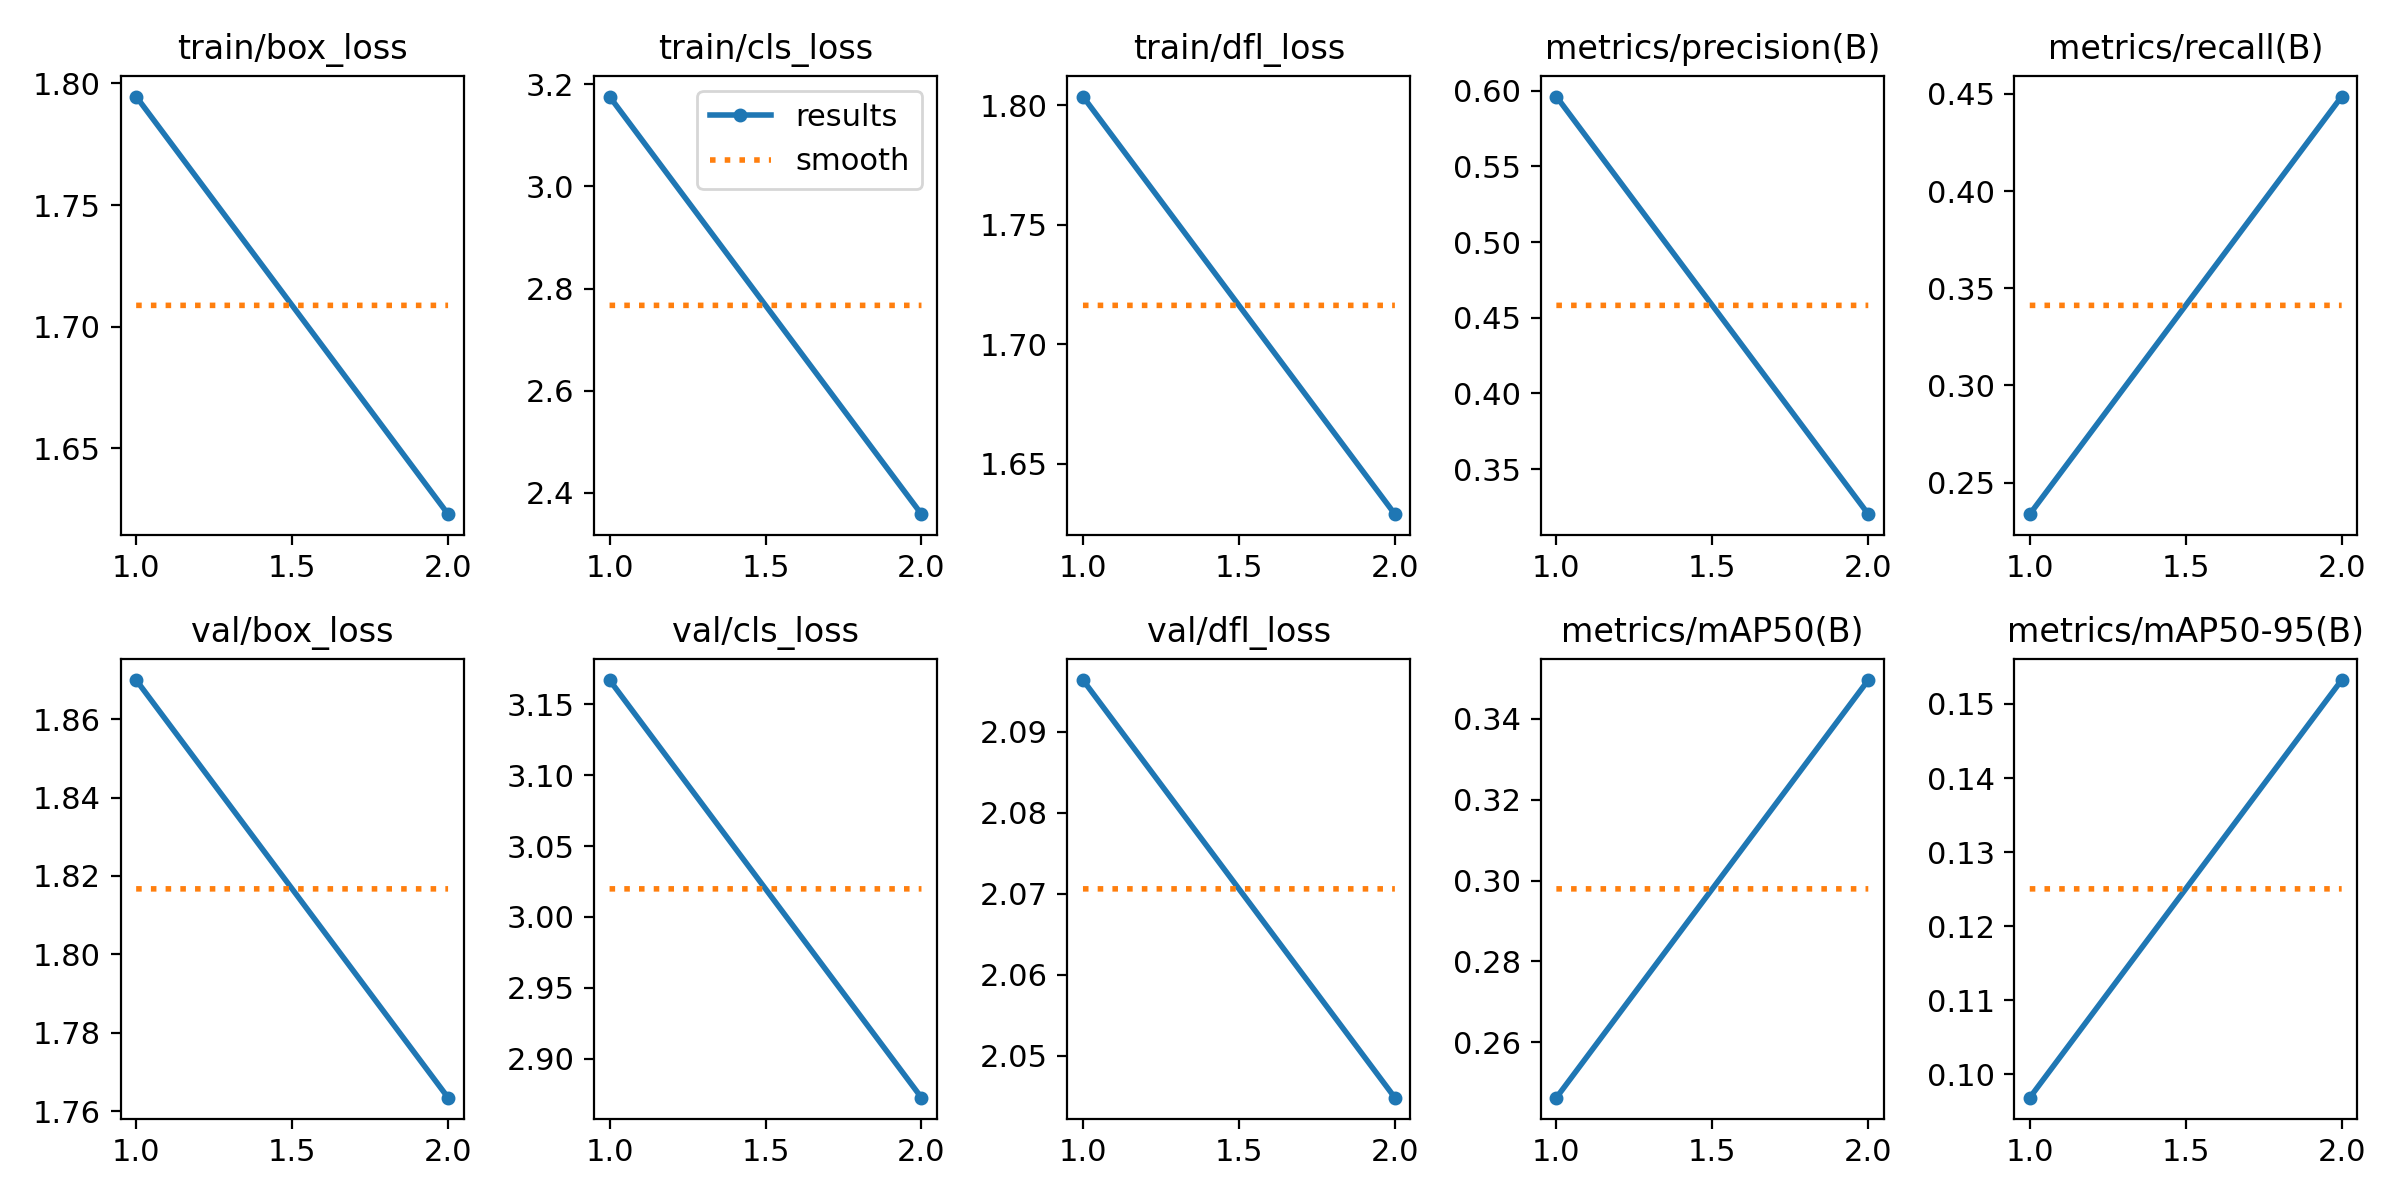 train/box_loss
1.80
1.75
1.70
1.65
1.0 1.5 2.0
train/cls_loss
3.2
3.0
2.8
2.6
2.4
results
smooth
1.0 1.5 2.0
train/dfl_loss
1.80
1.75
1.70
1.65
1.0 1.5 2.0
metrics/precision(B)
0.60
0.55
0.50
0.45
0.40
0.35
1.0 1.5 2.0
metrics/recall(B)
0.45
0.40
0.35
0.30
0.25
1.0 1.5 2.0
val/box_loss
1.86
1.84
1.82
1.80
1.78
1.76
1.0 1.5 2.0
val/cls_loss
3.15
3.10
3.05
3.00
2.95
2.90
1.0 1.5 2.0
val/dfl_loss
2.09
2.08
2.07
2.06
2.05
1.0 1.5 2.0
metrics/mAP50(B)
0.34
0.32
0.30
0.28
0.26
1.0 1.5 2.0
metrics/mAP50-95(B)
0.15
0.14
0.13
0.12
0.11
0.10
1.0 1.5 2.0